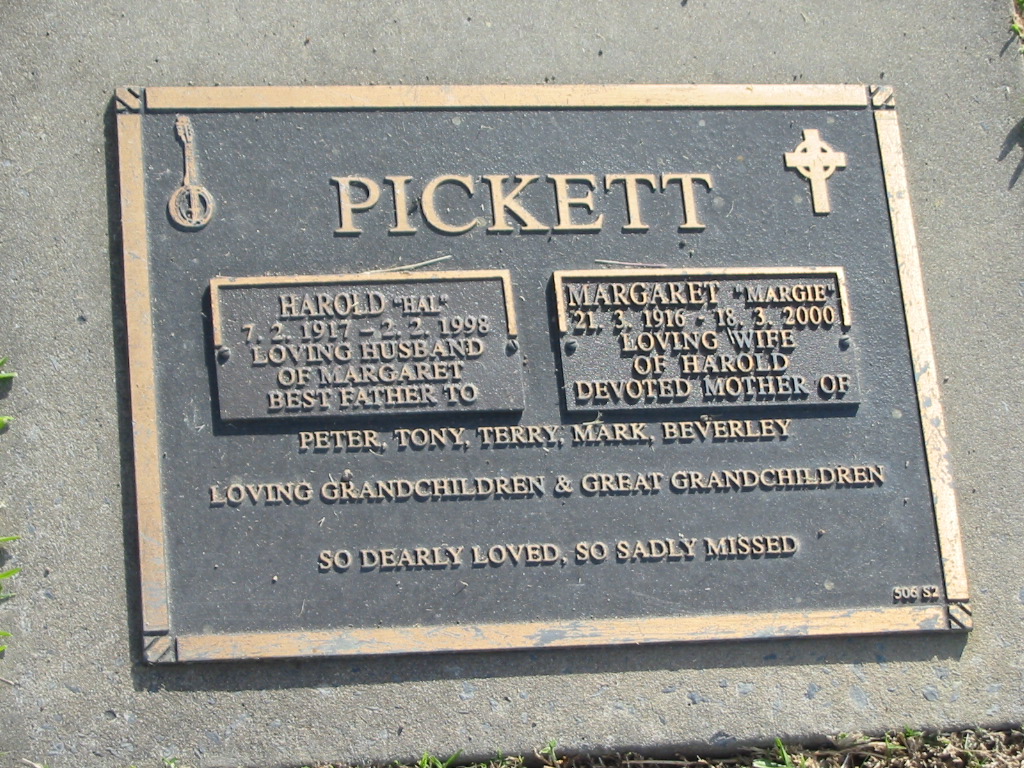 PICKETT
HAROLD "HAL"
7. 2. 1917 - 2. 2. 1998
LOVING HUSBAND
OF MARGARET
BEST FATHER TO
MARGARET "MARGIE"
21. 3. 1916 - 18. 3. 2000
LOVING WIFE
OF HAROLD
DEVOTED MOTHER OF
PETER, TONY, TERRY, MARK, BEVERLEY
LOVING GRANDCHILDREN & GREAT GRANDCHILDREN
SO DEARLY LOVED, SO SADLY MISSED
506 S2